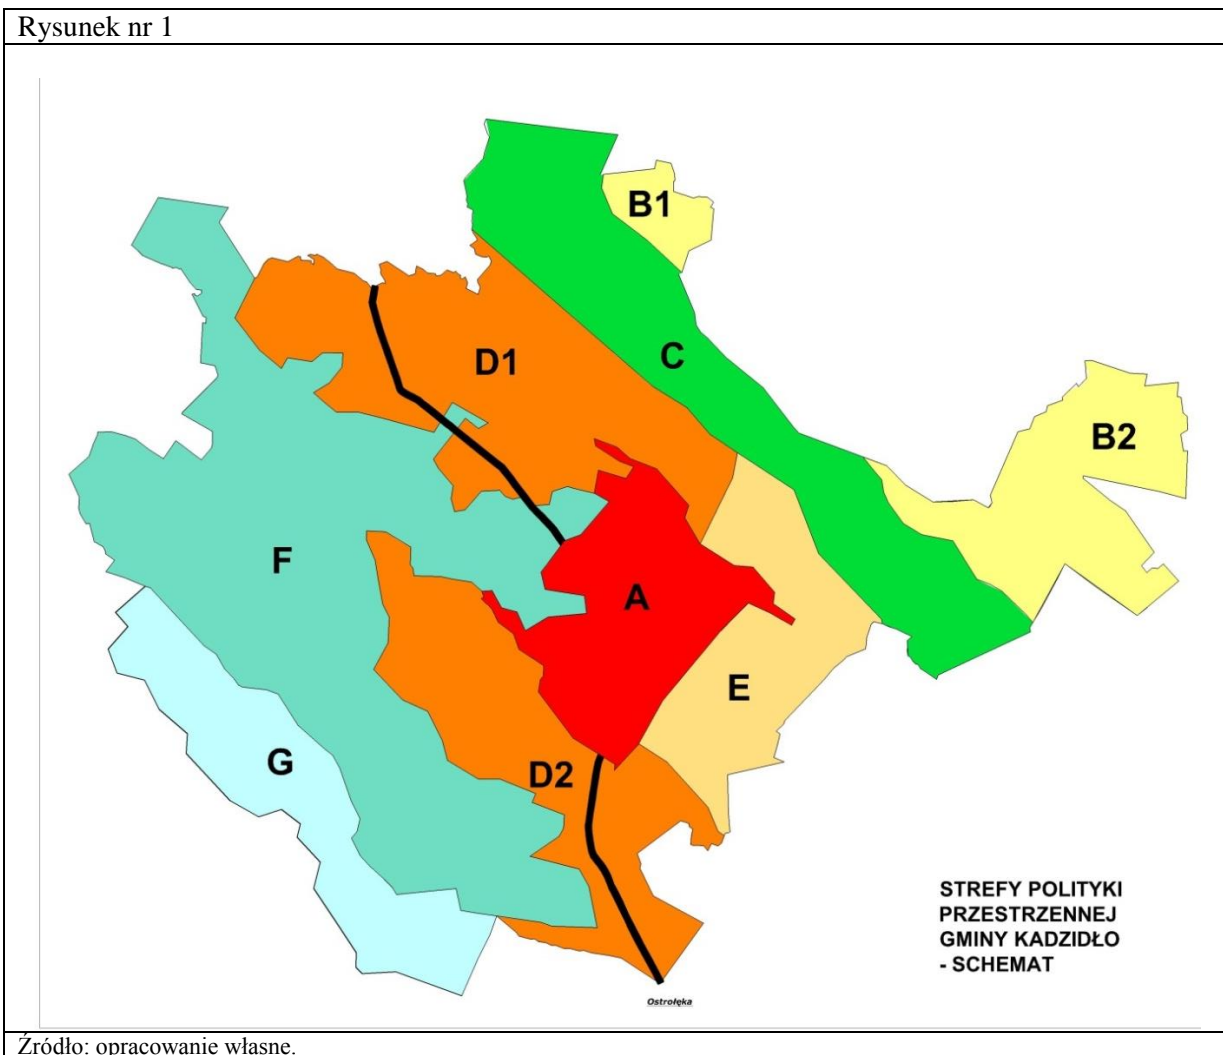 Rysunek nr 1
B1
D1
C
B2
F
A
E
G
D2
STREFY POLITYKI
PRZESTRZENNEJ
GMINY KADZIDŁO
- SCHEMAT
Ostrołęka
Źródło: opracowanie własne.